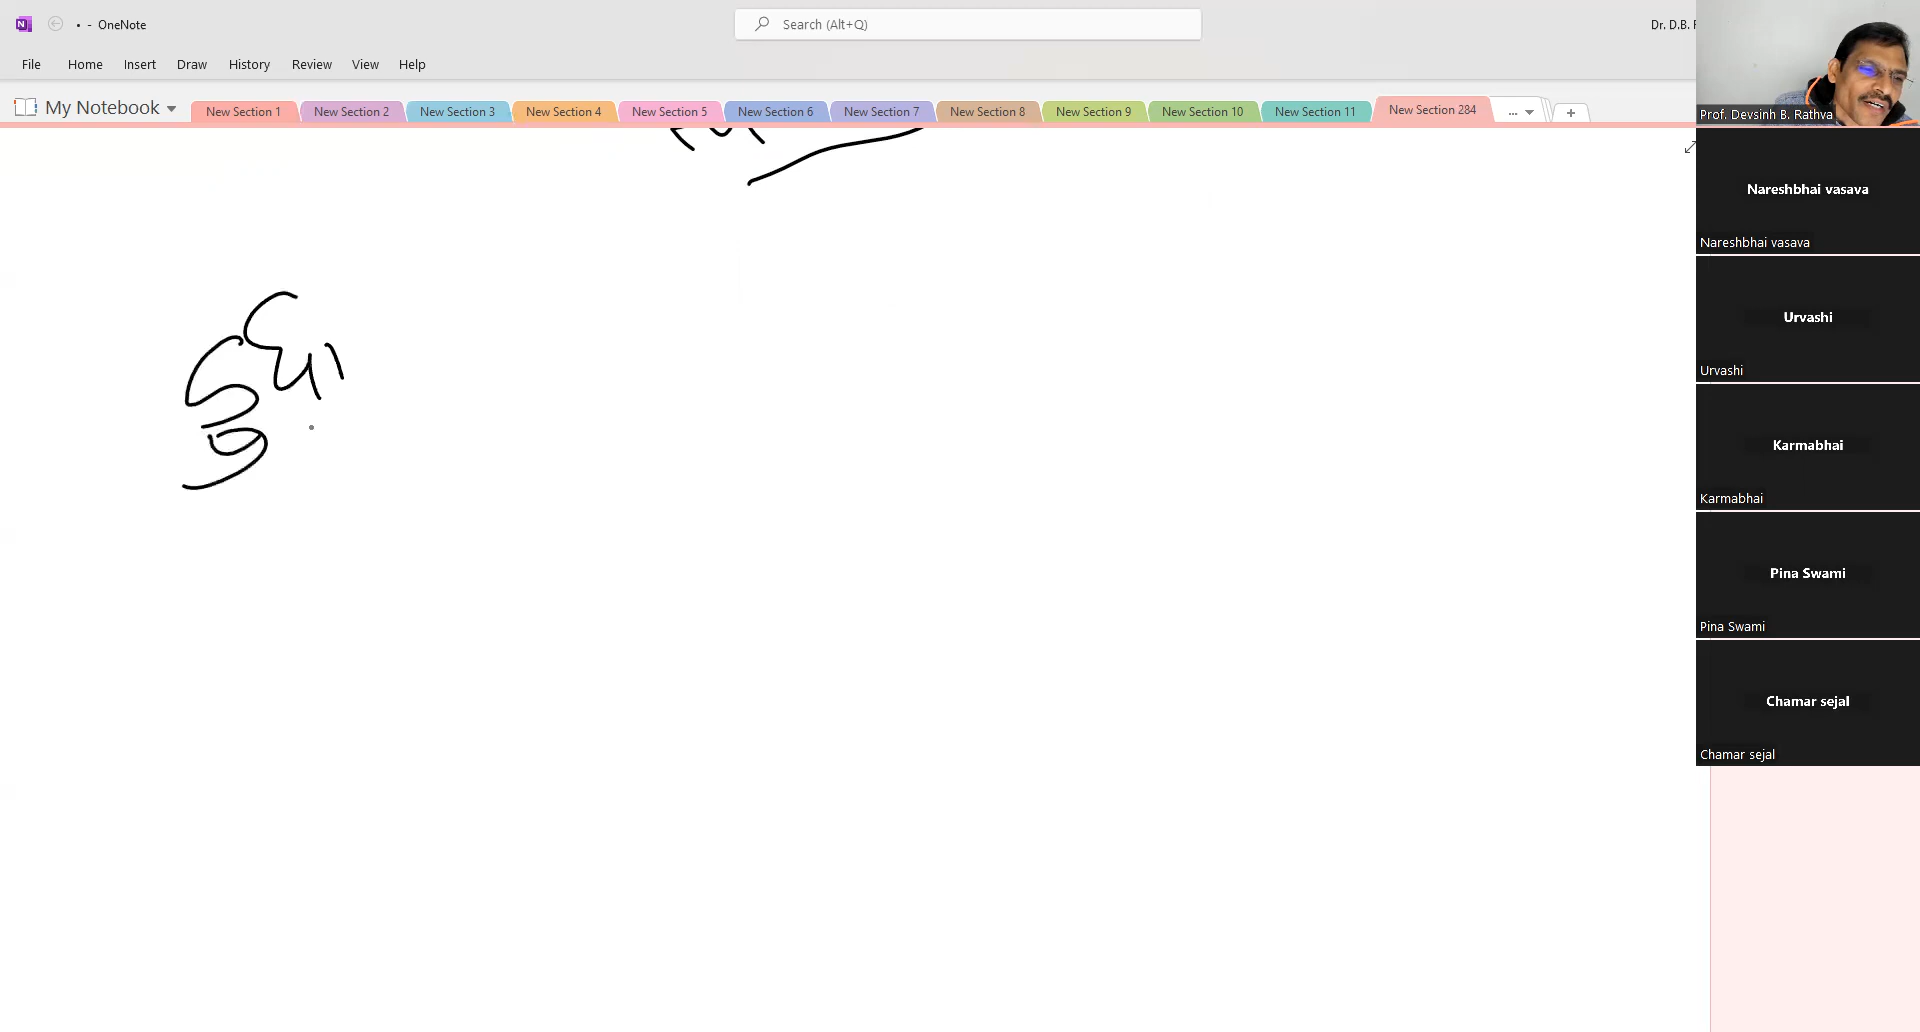 • - OneNote
Search (Alt+Q)
Dr. D.B.
File Home Insert Draw History Review View Help
My Notebook
New Section 1 New Section 2 New Section 3 New Section 4 New Section 5 New Section 6 New Section 7 New Section 8 New Section 9 New Section 10 New Section 11 New Section 284 ... +
Prof. Devsinh B. Rathva
Nareshbhai vasava
Nareshbhai vasava
Urvashi
Urvashi
Karmabhai
Karmabhai
Pina Swami
Pina Swami
Chamar sejal
Chamar sejal